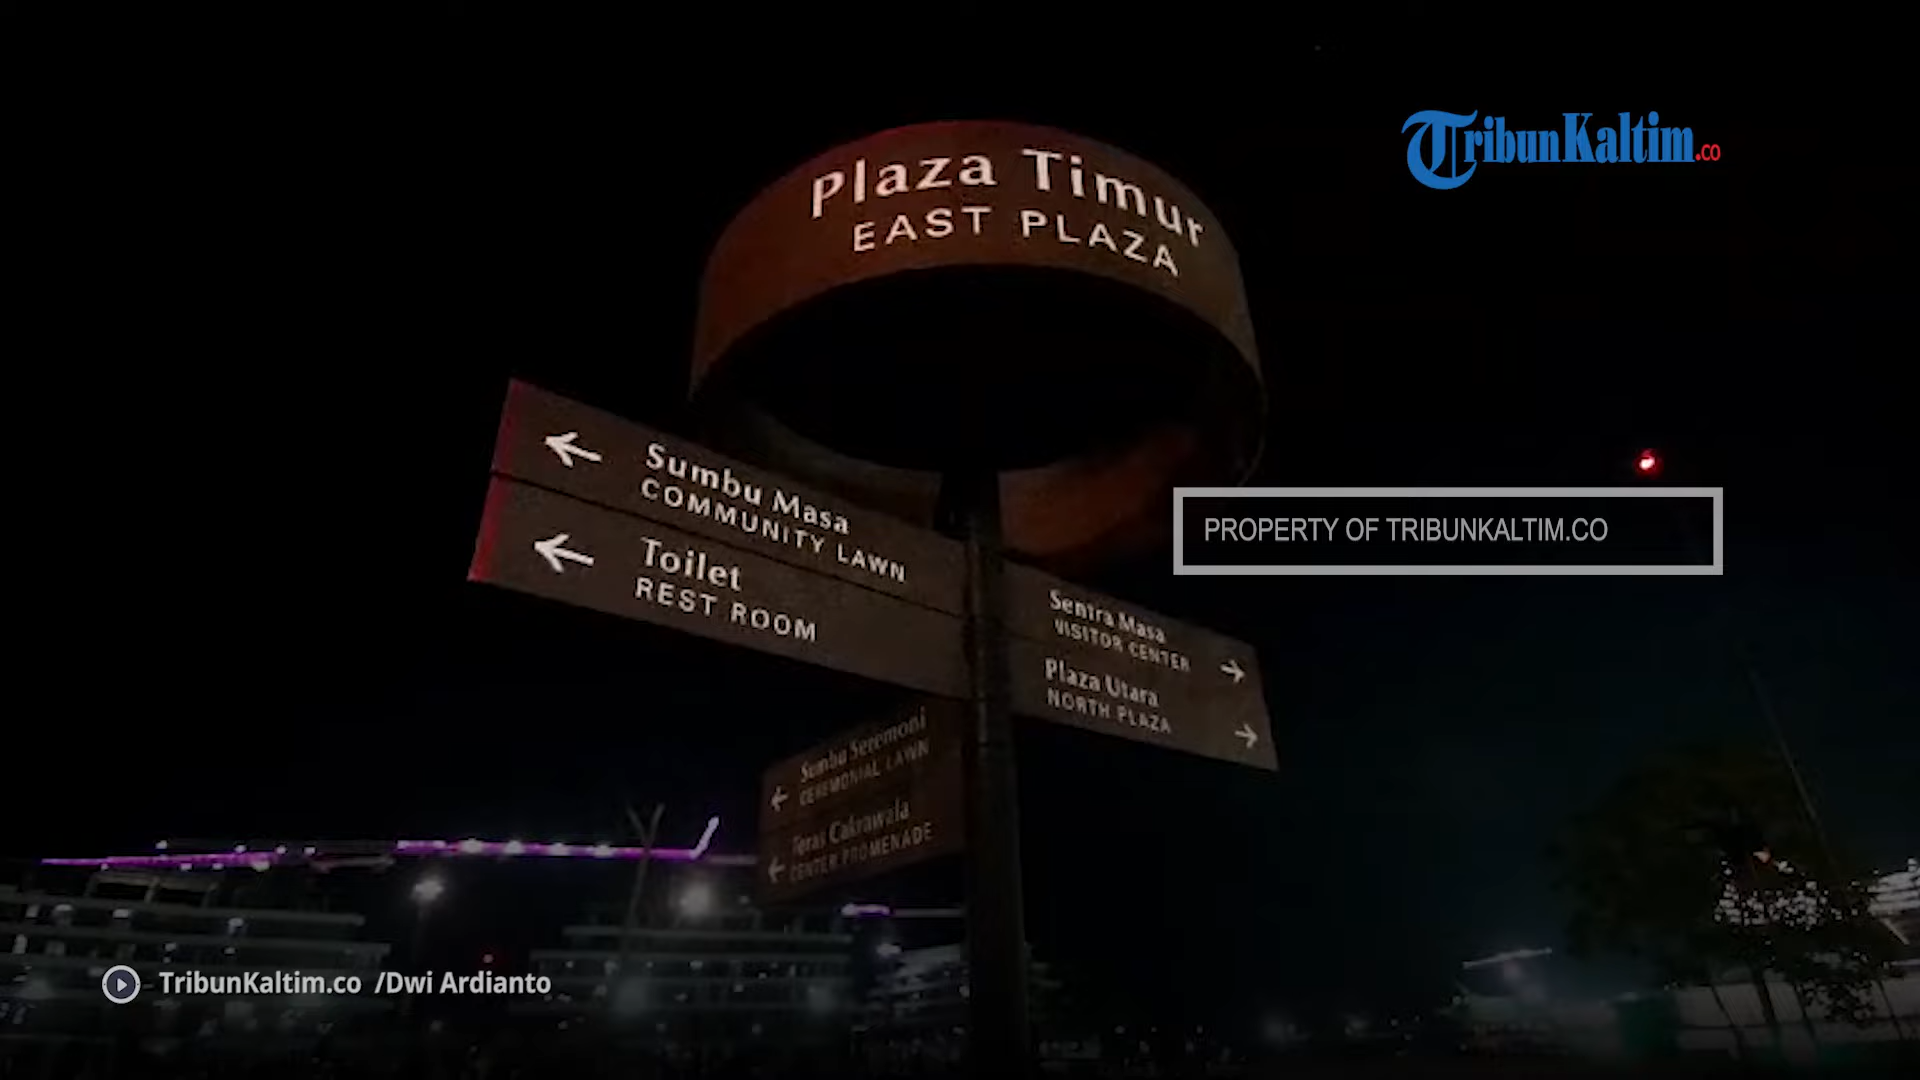 TribunKaltim.co
Plaza Timur
EAST PLAZA
Sumbu Masa
COMMUNITY LAWN
Toilet
REST ROOM
PROPERTY OF TRIBUNKALTIM.CO
Sentra Masa
VISITOR CENTER
Plaza Utara
NORTH PLAZA
Sumbu Seremoni
CEREMONIAL LAWN
Teras Cakrawala
CENTER PROMENADE
TribunKaltim.co /Dwi Ardianto